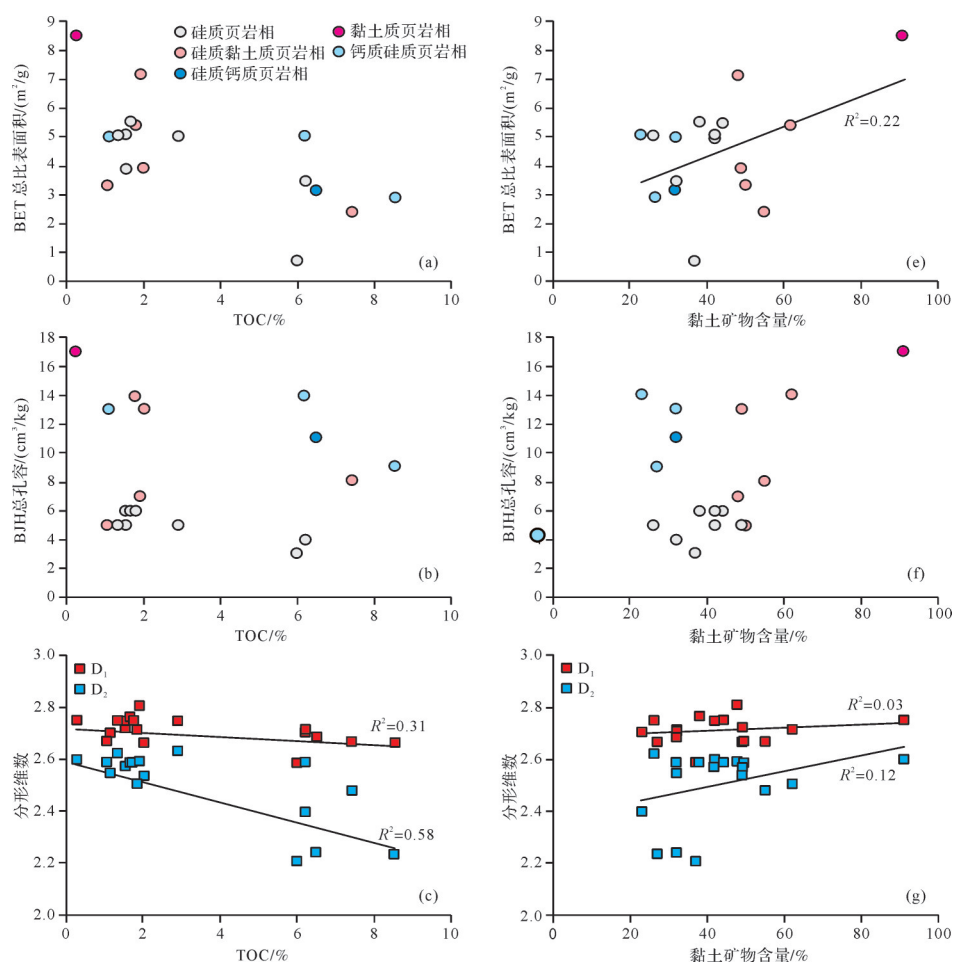 BET 总比表面积/(m²/g)
9
8
7
6
5
4
3
2
1
0
硅质页岩相
黏土质页岩相
硅质黏土质页岩相
钙质硅质页岩相
硅质钙质页岩相
(a)
0 2 4 6 8 10
TOC/%
BET 总比表面积/(m²/g)
9
8
7
6
5
4
3
2
1
0
R²=0.22
(e)
0 20 40 60 80 100
黏土矿物含量/%
BJH总孔容/(cm³/kg)
18
16
14
12
10
8
6
4
2
0
(b)
0 2 4 6 8 10
TOC/%
BJH总孔容/(cm³/kg)
18
16
14
12
10
8
6
4
2
0
(f)
0 20 40 60 80 100
黏土矿物含量/%
分形维数
3.0
2.8
2.6
2.4
2.2
2.0
D₁
D₂
R²=0.31
R²=0.58
(c)
0 2 4 6 8 10
TOC/%
分形维数
3.0
2.8
2.6
2.4
2.2
2.0
D₁
D₂
R²=0.03
R²=0.12
(g)
0 20 40 60 80 100
黏土矿物含量/%